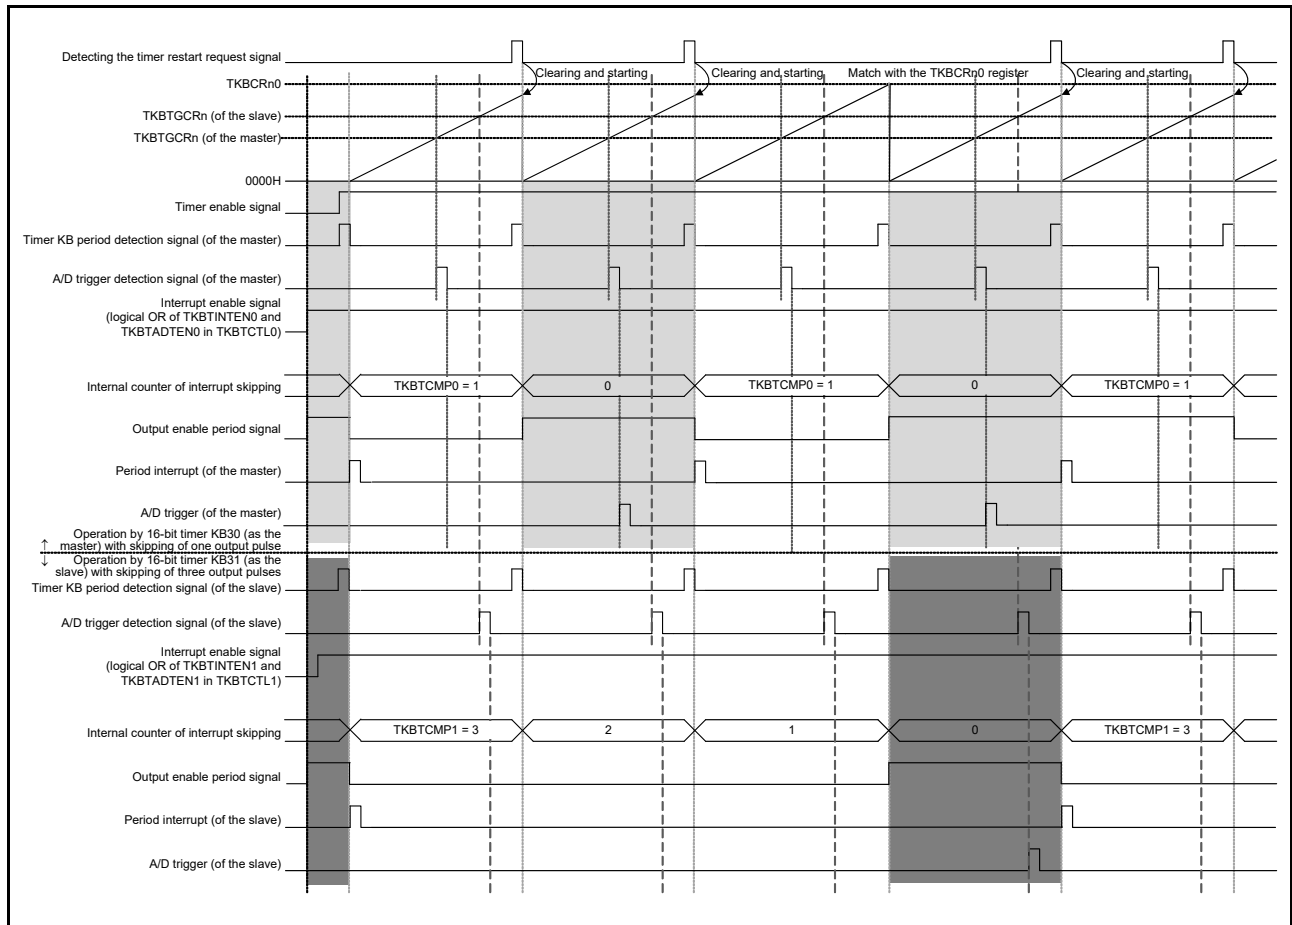 Detecting the timer restart request signal
Clearing and starting
Clearing and starting
Match with the TKBCRn0 register
Clearing and starting
TKBCRn0
TKBTGCRn (of the slave)
TKBTGCRn (of the master)
0000H
Timer enable signal
Timer KB period detection signal (of the master)
A/D trigger detection signal (of the master)
Interrupt enable signal
(logical OR of TKBTINTEN0 and
TKBTADTEN0 in TKBTCTL0)
Internal counter of interrupt skipping
TKBTCMP0 = 1
0
TKBTCMP0 = 1
0
TKBTCMP0 = 1
Output enable period signal
Period interrupt (of the master)
A/D trigger (of the master)
Operation by 16-bit timer KB30 (as the
↑ master) with skipping of one output pulse
↓ Operation by 16-bit timer KB31 (as the
slave) with skipping of three output pulses
Timer KB period detection signal (of the slave)
A/D trigger detection signal (of the slave)
Interrupt enable signal
(logical OR of TKBTINTEN1 and
TKBTADTEN1 in TKBTCTL1)
Internal counter of interrupt skipping
TKBTCMP1 = 3
2
1
0
TKBTCMP1 = 3
Output enable period signal
Period interrupt (of the slave)
A/D trigger (of the slave)